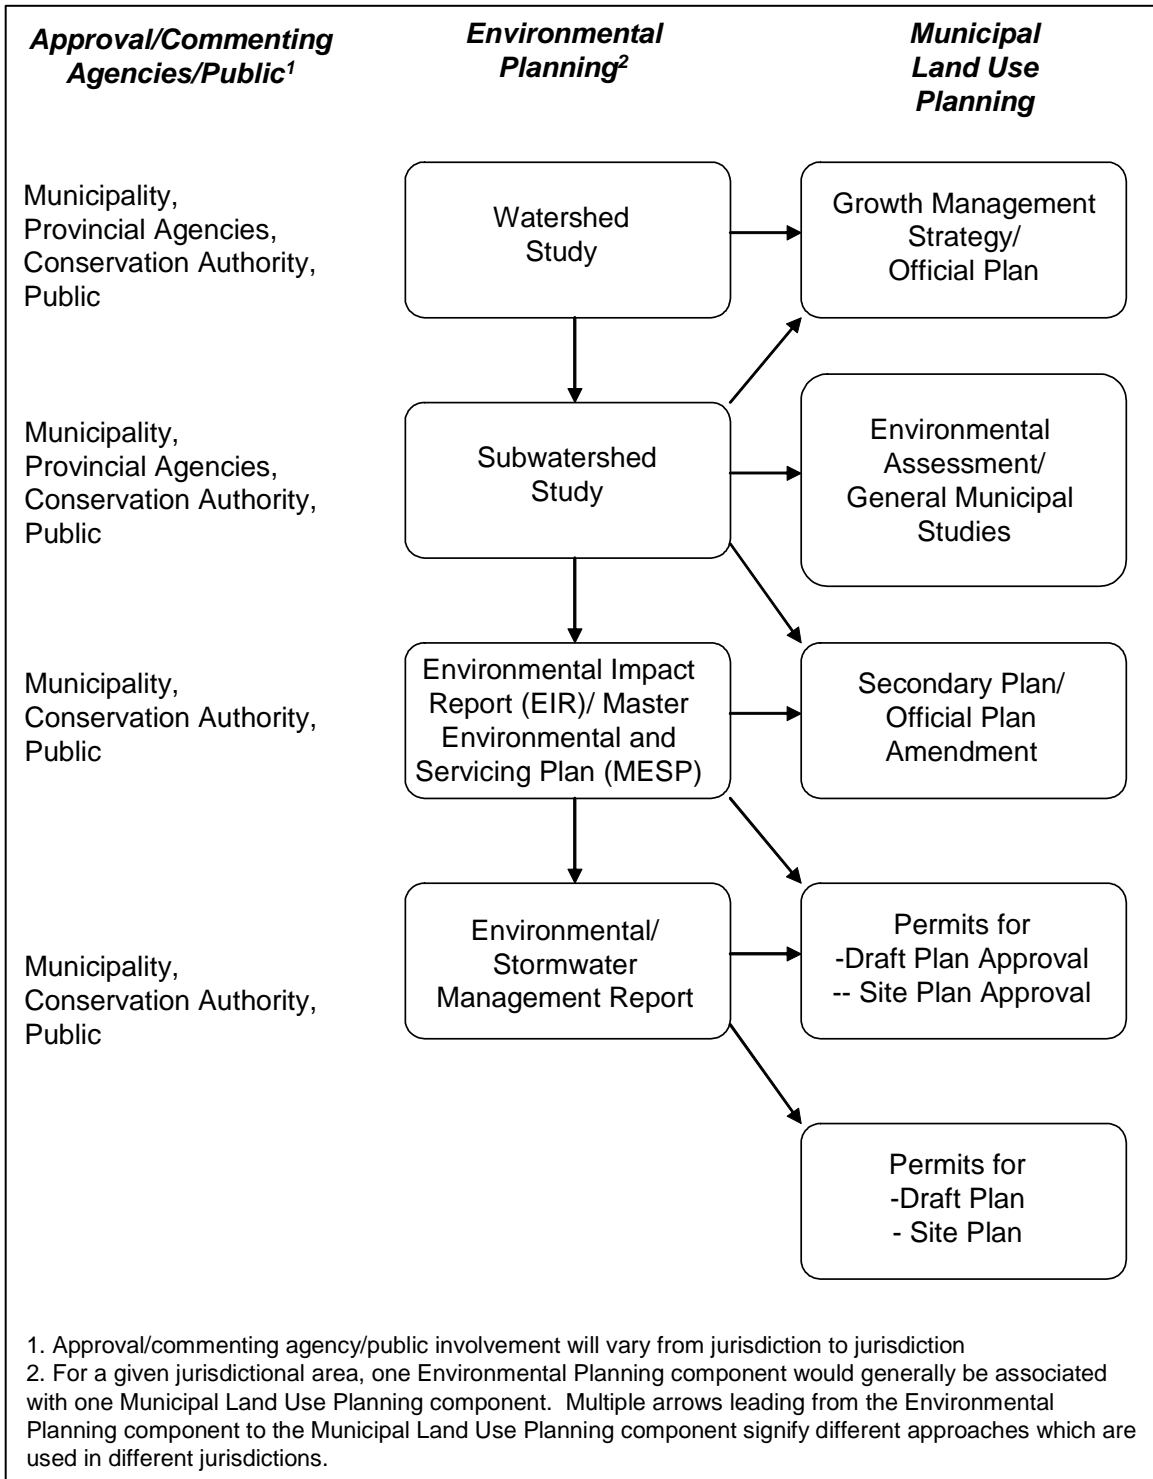 Approval/Commenting
Agencies/Public1
Environmental
Planning2
Municipal
Land Use
Planning
Municipality,
Provincial Agencies,
Conservation Authority,
Public
Watershed
Study
Growth Management
Strategy/
Official Plan
Municipality,
Provincial Agencies,
Conservation Authority,
Public
Subwatershed
Study
Environmental
Assessment/
General Municipal
Studies
Municipality,
Conservation Authority,
Public
Environmental Impact
Report (EIR)/ Master
Environmental and
Servicing Plan (MESP)
Secondary Plan/
Official Plan
Amendment
Municipality,
Conservation Authority,
Public
Environmental/
Stormwater
Management Report
Permits for
-Draft Plan Approval
-- Site Plan Approval
Permits for
-Draft Plan
- Site Plan
1. Approval/commenting agency/public involvement will vary from jurisdiction to jurisdiction
2. For a given jurisdictional area, one Environmental Planning component would generally be associated
with one Municipal Land Use Planning component.  Multiple arrows leading from the Environmental
Planning component to the Municipal Land Use Planning component signify different approaches which are
used in different jurisdictions.